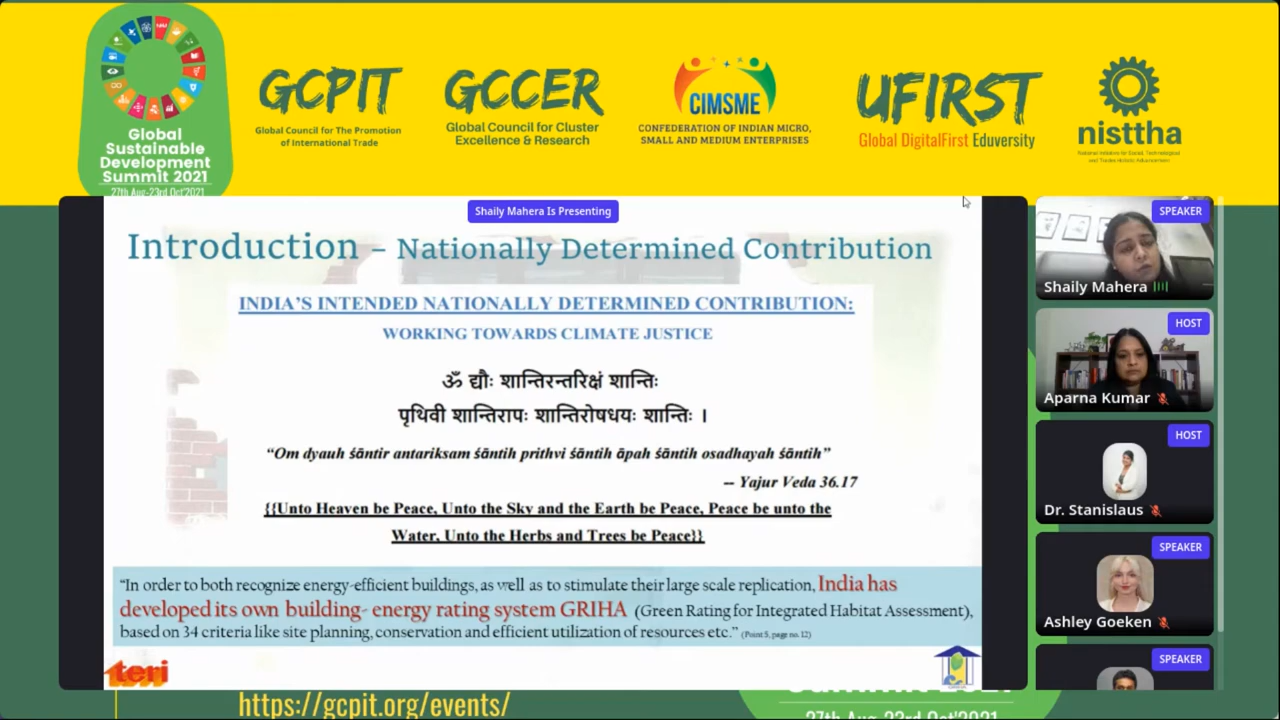 Global
Sustainable
Development
Summit 2021
27th Aug-23rd Oct'2021
GCPIT
Global Council for The Promotion
of International Trade
GCCER
Global Council for Cluster
Excellence & Research
CIMSME
CONFEDERATION OF INDIAN MICRO,
SMALL AND MEDIUM ENTERPRISES
UFIRST
Global DigitalFirst Eduversity
nisttha
Shaily Mahera Is Presenting
Introduction – Nationally Determined Contribution
INDIA'S INTENDED NATIONALLY DETERMINED CONTRIBUTION:
WORKING TOWARDS CLIMATE JUSTICE
ॐ द्यौः शान्तिरन्तरिक्षं शान्तिः
पृथिवी शान्तिरापः शान्तिरोषधयः शान्तिः ।
“Om dyauh śāntir antariksam śāntih prithvi śāntih āpah śāntih osadhayah śāntih”
-- Yajur Veda 36.17
{{Unto Heaven be Peace, Unto the Sky and the Earth be Peace, Peace be unto the
Water, Unto the Herbs and Trees be Peace}}
“In order to both recognize energy-efficient buildings, as well as to stimulate their large scale replication, India has
developed its own building- energy rating system GRIHA (Green Rating for Integrated Habitat Assessment),
based on 34 criteria like site planning, conservation and efficient utilization of resources etc.” (Point 5, page no. 12)
teri
SPEAKER
Shaily Mahera
HOST
Aparna Kumar
HOST
Dr. Stanislaus
SPEAKER
Ashley Goeken
SPEAKER
https://gcpit.org/events/
27th Aug-23rd Oct'2021